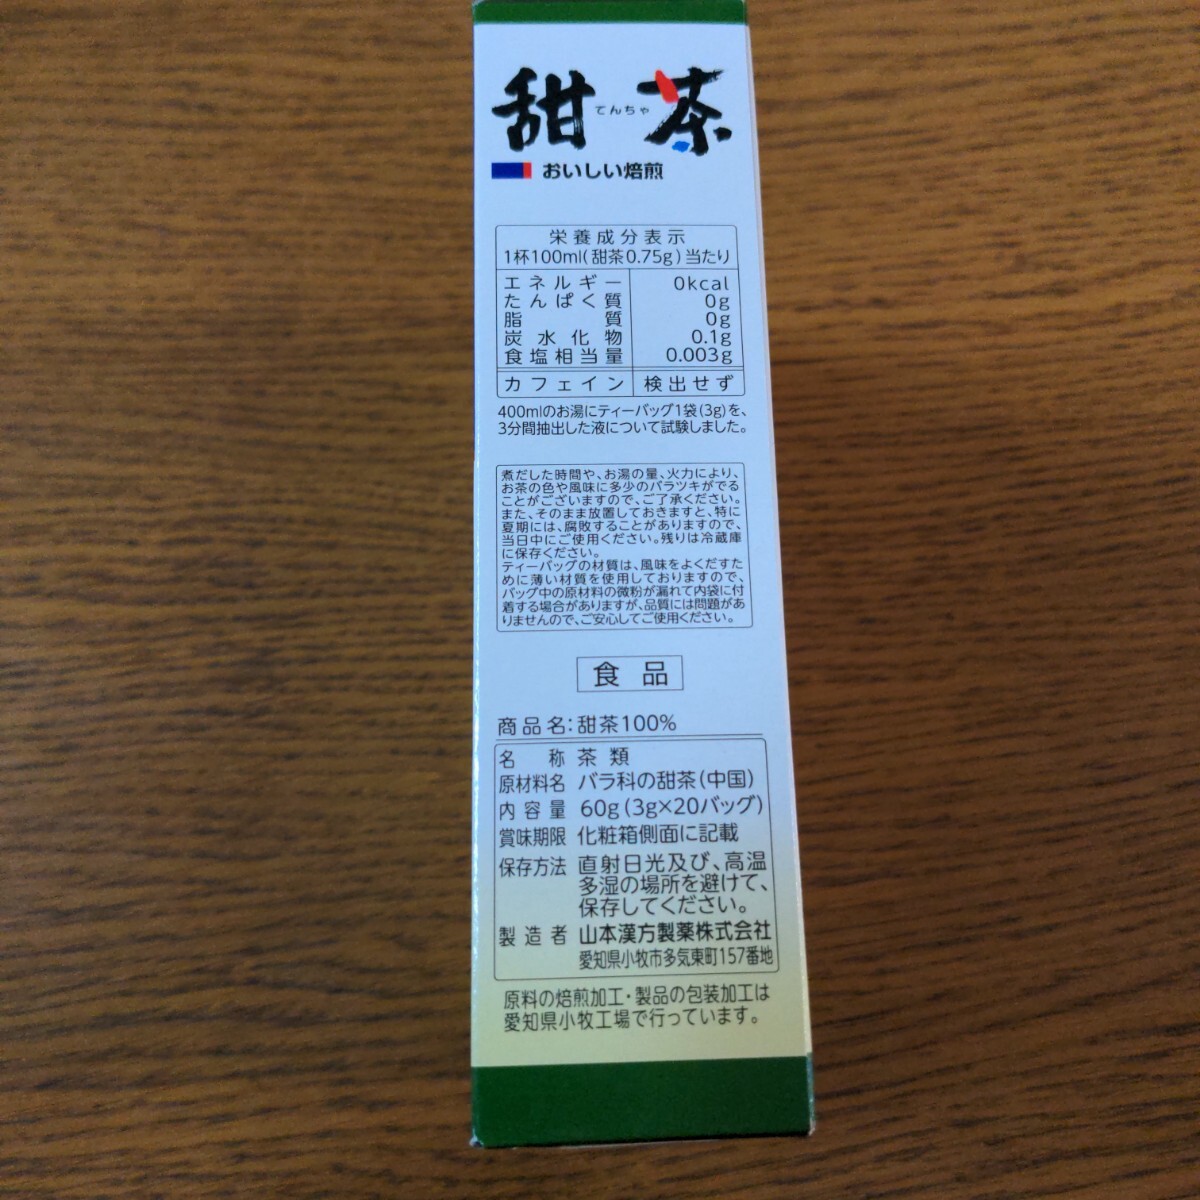 甜茶
てんちゃ
おいしい焙煎
栄養成分表示
1杯100ml(甜茶0.75g)当たり
エネルギー 0kcal
たんぱく質 0g
脂質 0g
炭水化物 0.1g
食塩相当量 0.003g
カフェイン 検出せず
400mlのお湯にティーバッグ1袋(3g)を、
3分間抽出した液について試験しました。
煮だした時間や、お湯の量、火力により、
お茶の色や風味に多少のバラツキがでる
ことがございますので、ご了承ください。
また、そのまま放置しておきますと、特に
夏期には、腐敗することがありますので、
当日中にご使用ください。残りは冷蔵庫
に保存ください。
ティーバッグの材質は、風味をよくだすた
めに薄い材質を使用しておりますので、
バッグ中の原材料の微粉が漏れて内袋に付
着する場合がありますが、品質には問題があ
りませんので、ご安心してご使用ください。
食品
商品名:甜茶100%
名称 茶類
原材料名 バラ科の甜茶(中国)
内容量 60g(3g×20バッグ)
賞味期限 化粧箱側面に記載
保存方法 直射日光及び、高温
多湿の場所を避けて、
保存してください。
製造者 山本漢方製薬株式会社
愛知県小牧市多気東町157番地
原料の焙煎加工・製品の包装加工は
愛知県小牧工場で行っています。